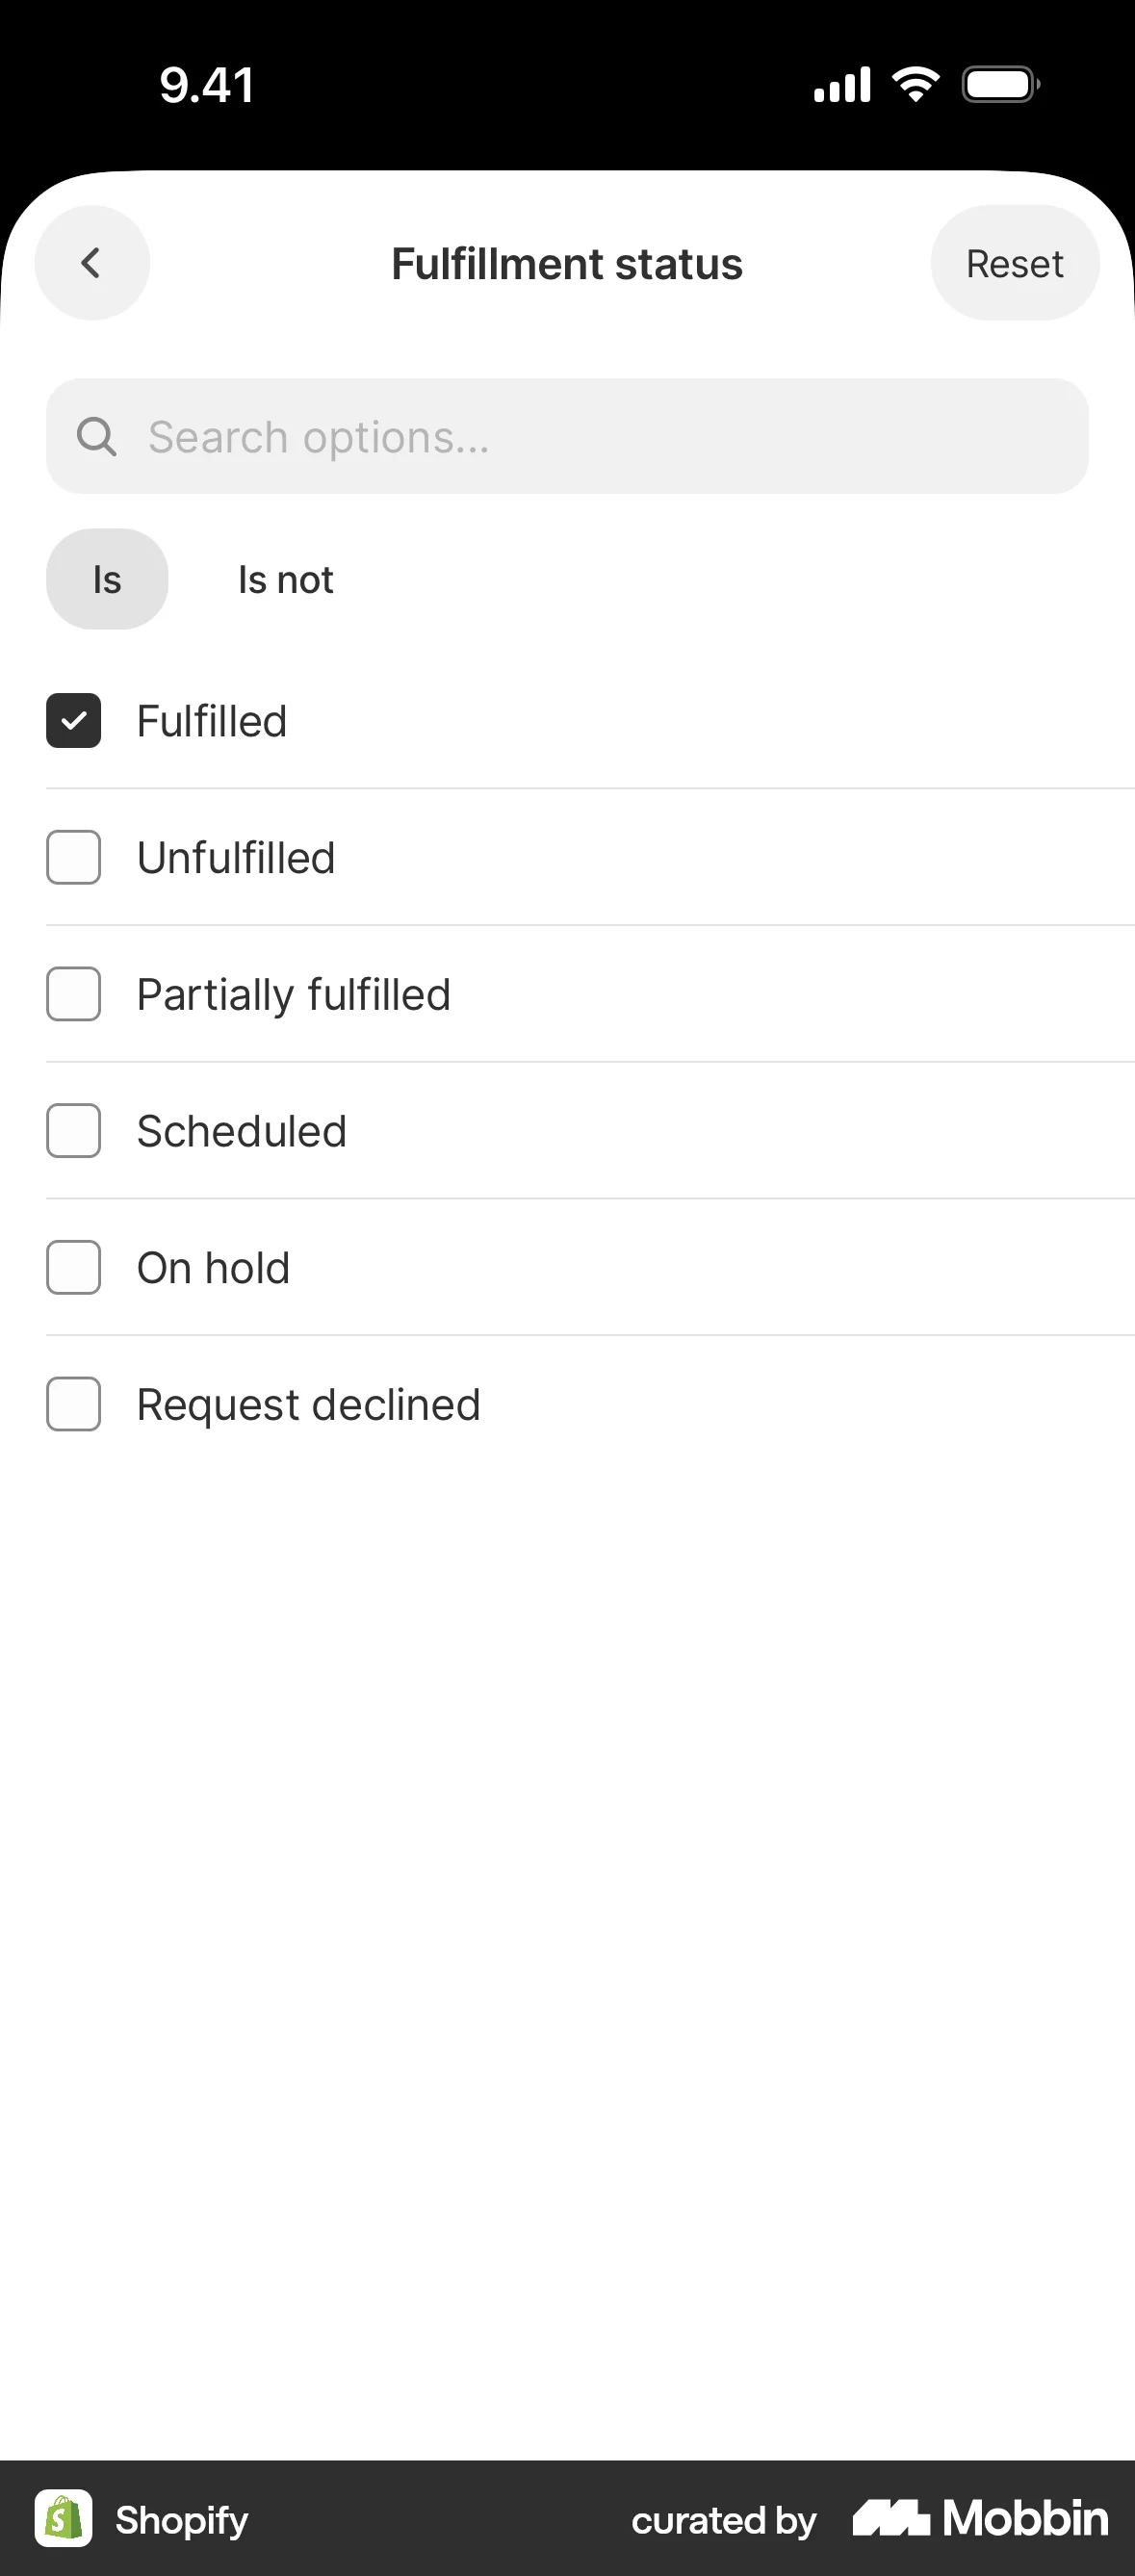 9.41
Fulfillment status
Reset
Search options...
Is
Is not
Fulfilled
Unfulfilled
Partially fulfilled
Scheduled
On hold
Request declined
Shopify
curated by Mobbin